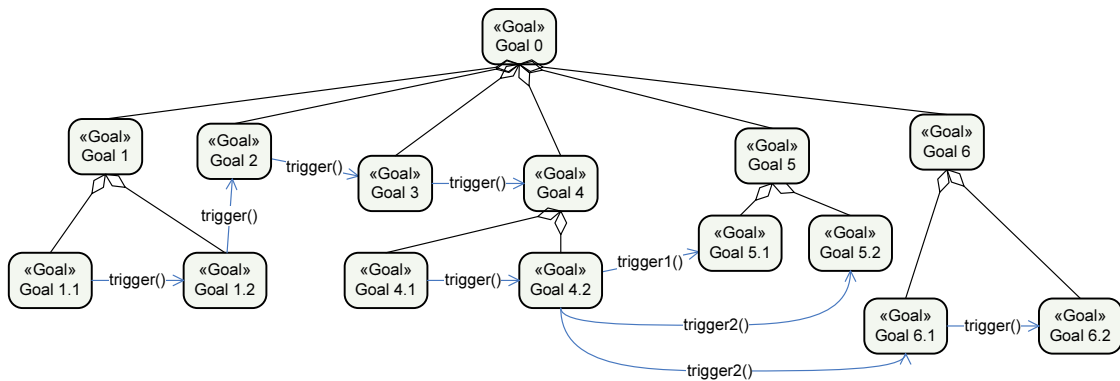 «Goal»
Goal 0
«Goal»
Goal 1
«Goal»
Goal 2
trigger()
«Goal»
Goal 3
trigger()
«Goal»
Goal 4
«Goal»
Goal 5
«Goal»
Goal 6
trigger()
«Goal»
Goal 1.1
trigger()
«Goal»
Goal 1.2
«Goal»
Goal 4.1
trigger()
«Goal»
Goal 4.2
trigger1()
«Goal»
Goal 5.1
«Goal»
Goal 5.2
trigger2()
trigger2()
«Goal»
Goal 6.1
trigger()
«Goal»
Goal 6.2